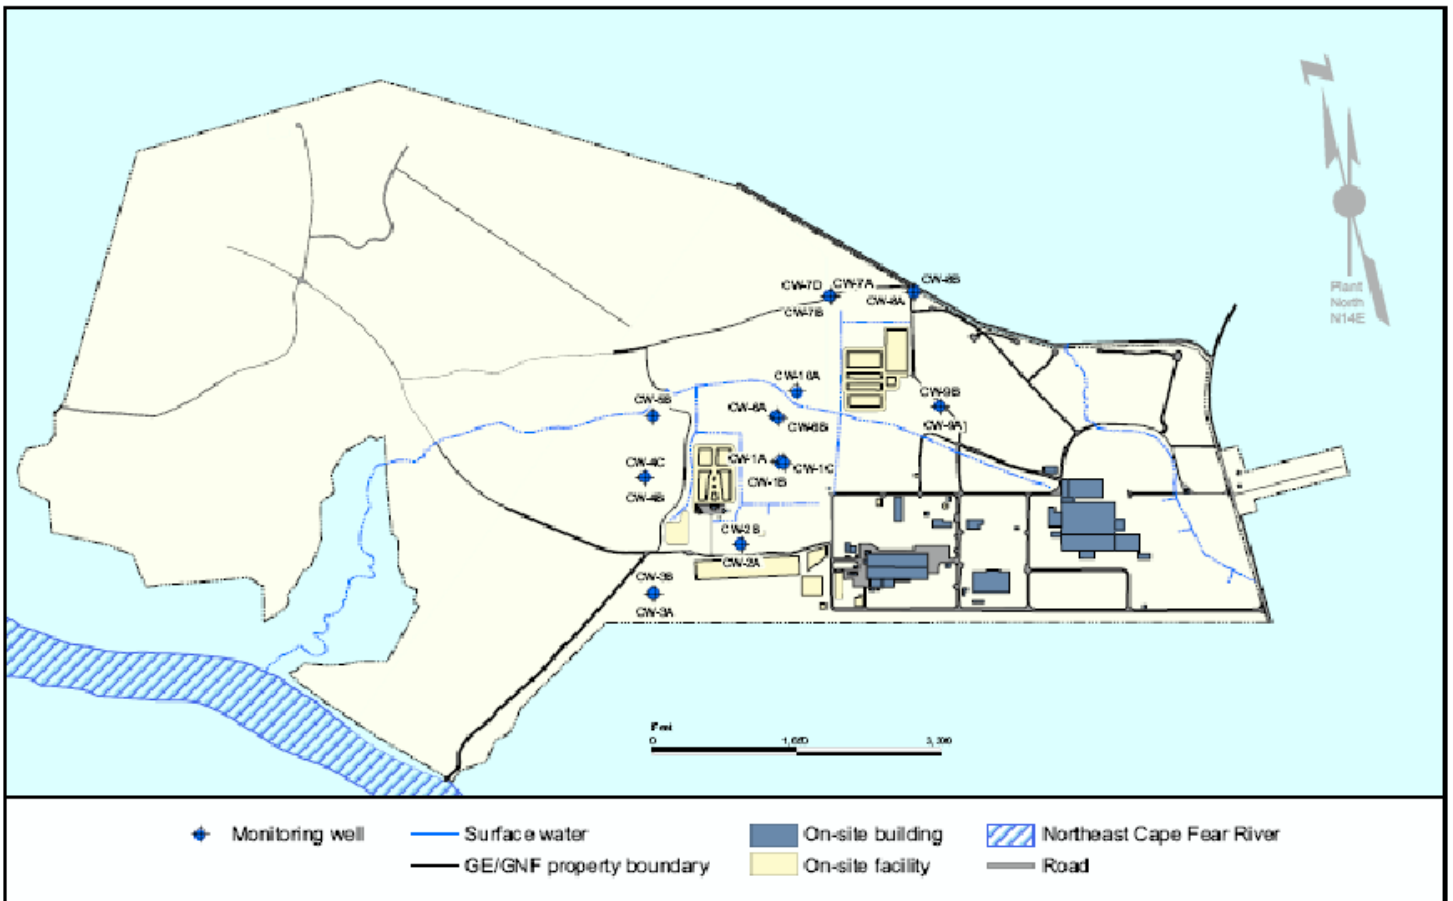 Z
Plant
North
N14E
CW-8B
CW-7D
CW-7A
CW-8A
CW-7B
CW-10A
CW-9B
CW-5B
CW-6A
CW-6B
CW-9A
CW-4C
CW-1A
CW-1C
CW-1B
CW-4B
CW-2B
CW-2A
CW-3B
CW-3A
Feet
0
Monitoring well
Surface water
On-site building
Northeast Cape Fear River
GE/GNF property boundary
On-site facility
Road